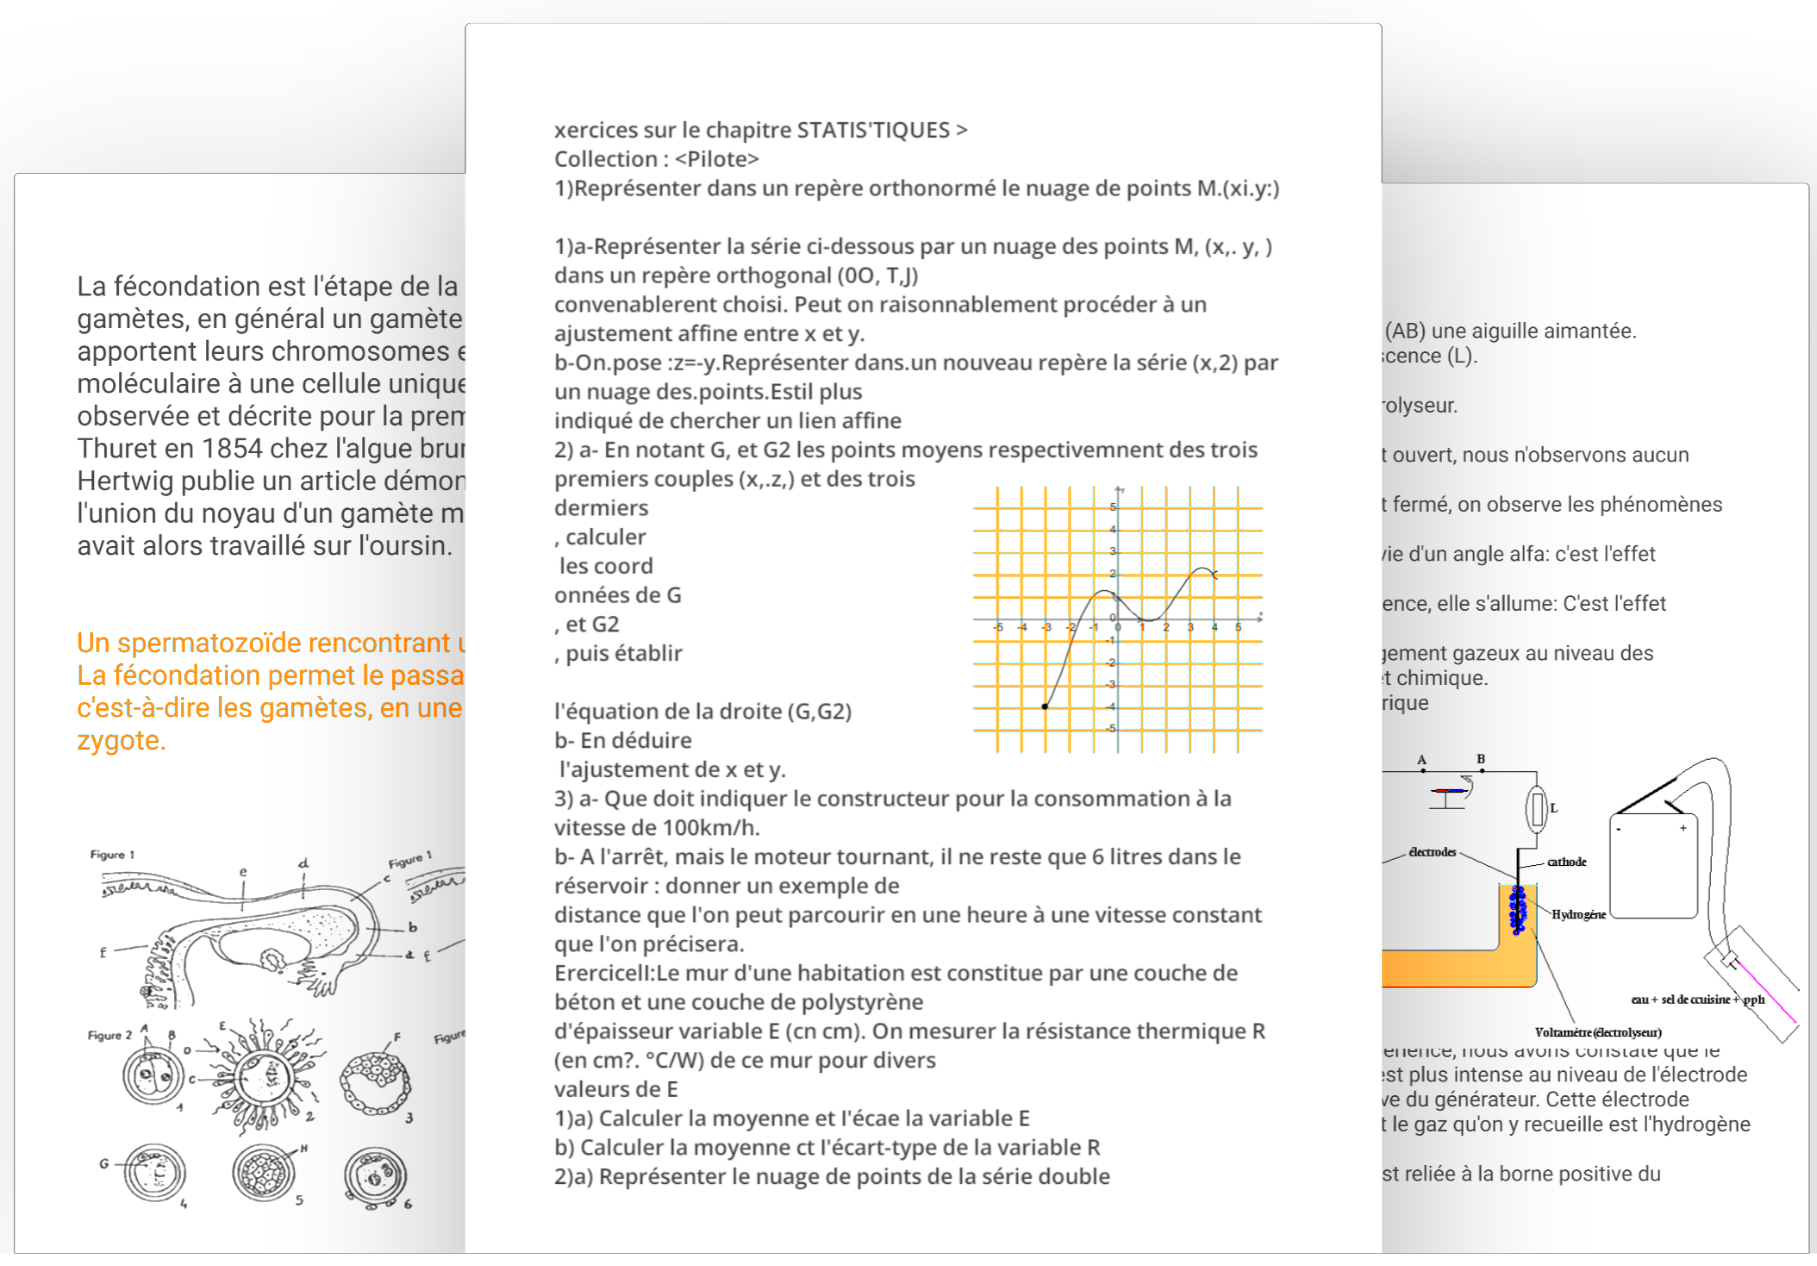 La fécondation est l'étape de la
gamètes, en général un gamète
apportent leurs chromosomes e
moléculaire à une cellule unique
observée et décrite pour la prem
Thuret en 1854 chez l'algue brur
Hertwig publie un article démon
l'union du noyau d'un gamète m
avait alors travaillé sur l'oursin.
Un spermatozoïde rencontrant u
La fécondation permet le passa
c'est-à-dire les gamètes, en une
zygote.
Figure 1
e
d
c
b
a
f
Figure 1
f
Figure 2
A
B
D
E
C
F
Figure
1
2
3
G
H
4
5
6
xercices sur le chapitre STATIS'TIQUES >
Collection : <Pilote>
1)Représenter dans un repère orthonormé le nuage de points M.(xi.y:)
1)a-Représenter la série ci-dessous par un nuage des points M, (x,. y, )
dans un repère orthogonal (0O, T,J)
convenablerent choisi. Peut on raisonnablement procéder à un
ajustement affine entre x et y.
b-On.pose :z=-y.Représenter dans.un nouveau repère la série (x,2) par
un nuage des.points.Estil plus
indiqué de chercher un lien affine
2) a- En notant G, et G2 les points moyens respectivemnent des trois
premiers couples (x,.z,) et des trois
dermiers
, calculer
les coord
onnées de G
, et G2
, puis établir
l'équation de la droite (G,G2)
b- En déduire
l'ajustement de x et y.
3) a- Que doit indiquer le constructeur pour la consommation à la
vitesse de 100km/h.
b- A l'arrêt, mais le moteur tournant, il ne reste que 6 litres dans le
réservoir : donner un exemple de
distance que l'on peut parcourir en une heure à une vitesse constant
que l'on précisera.
ErercicelI:Le mur d'une habitation est constitue par une couche de
béton et une couche de polystyrène
d'épaisseur variable E (cn cm). On mesurer la résistance thermique R
(en cm?. °C/W) de ce mur pour divers
valeurs de E
1)a) Calculer la moyenne et l'écae la variable E
b) Calculer la moyenne ct l'écart-type de la variable R
2)a) Représenter le nuage de points de la série double
y
5
4
3
2
1
0
x
-5 -4 -3 -2 -1 0 1 2 3 4 5
-1
-2
-3
-4
-5
(AB) une aiguille aimantée.
scence (L).
rolyseur.
t ouvert, nous n'observons aucun
t fermé, on observe les phénomènes
vie d'un angle alfa: c'est l'effet
ence, elle s'allume: C'est l'effet
gement gazeux au niveau des
et chimique.
rique
A
B
L
- +
électrodes
cathode
Hydrogène
eau + sel de ccuisine + pph
Voltamètre (électrolyseur)
érience, nous avons constaté que le
est plus intense au niveau de l'électrode
ve du générateur. Cette électrode
t le gaz qu'on y recueille est l'hydrogène
st reliée à la borne positive du